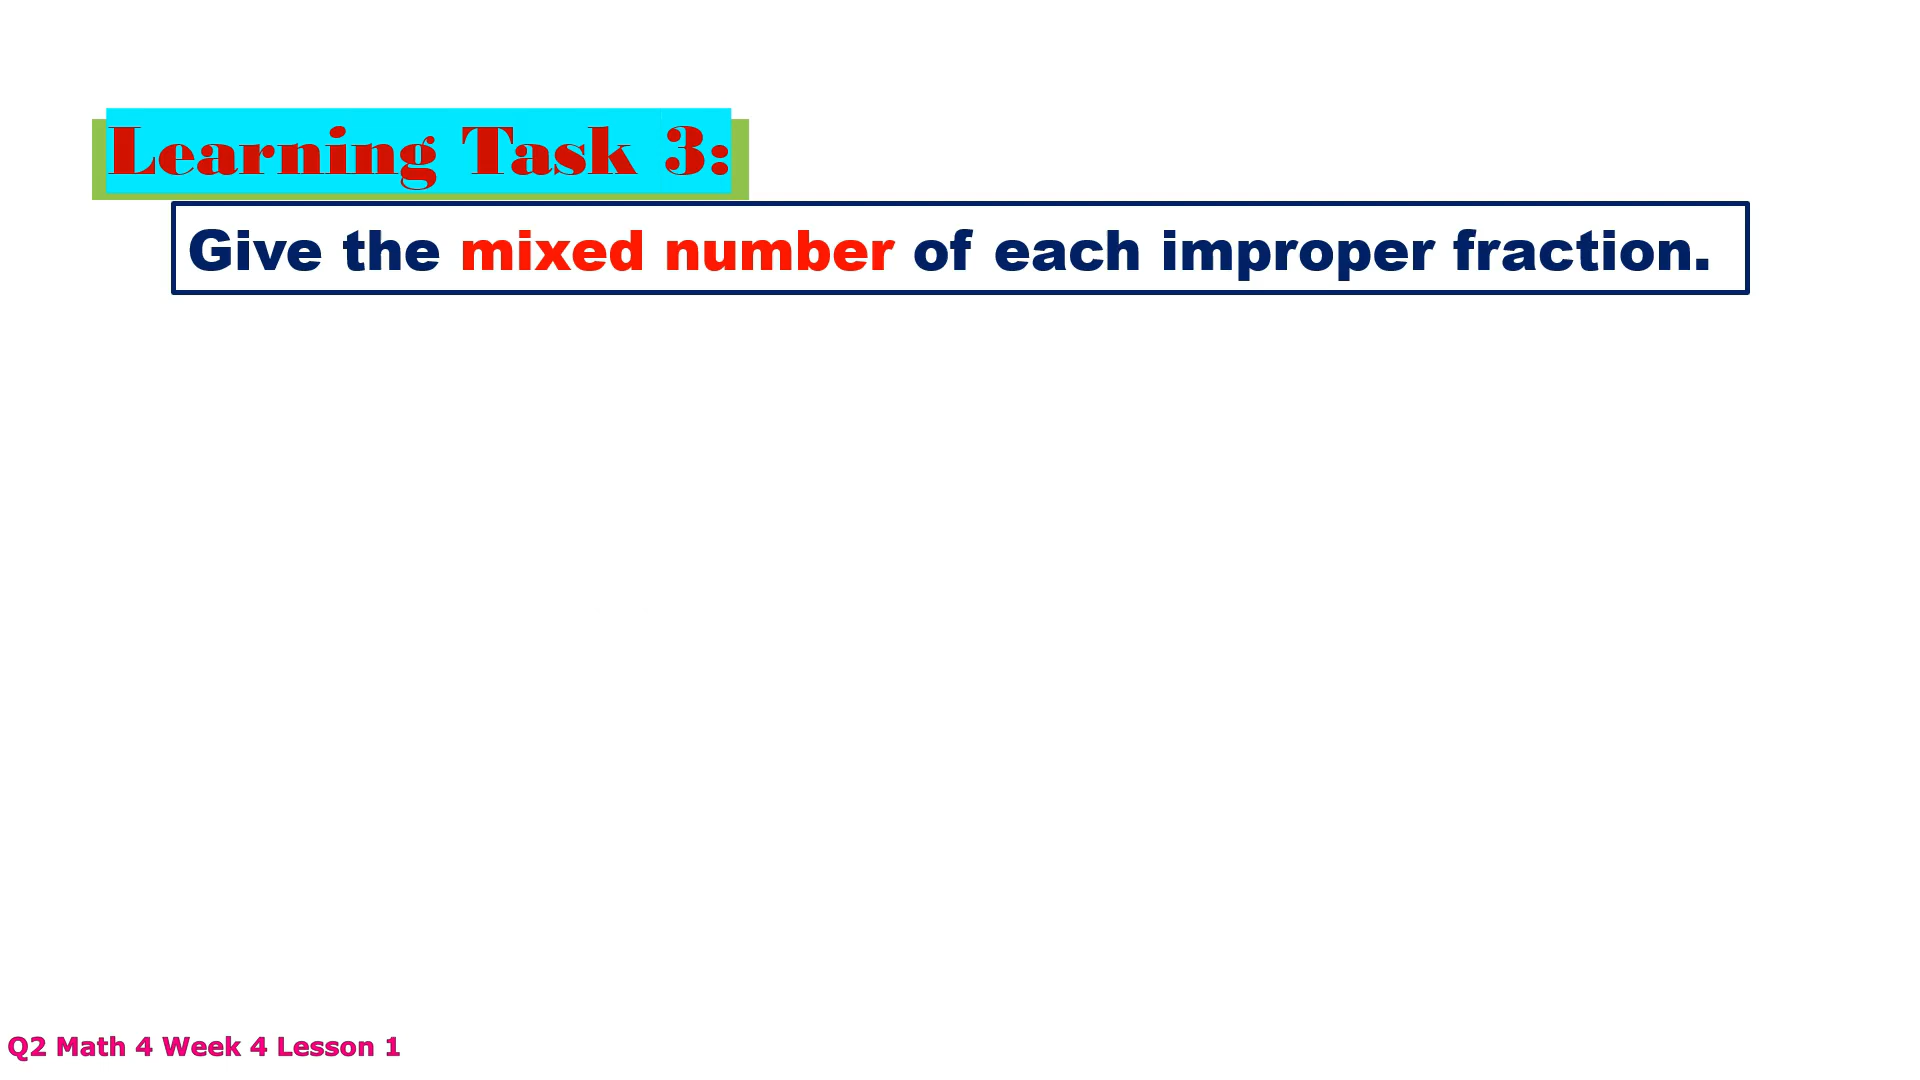 Learning Task 3:
Give the mixed number of each improper fraction.
Q2 Math 4 Week 4 Lesson 1